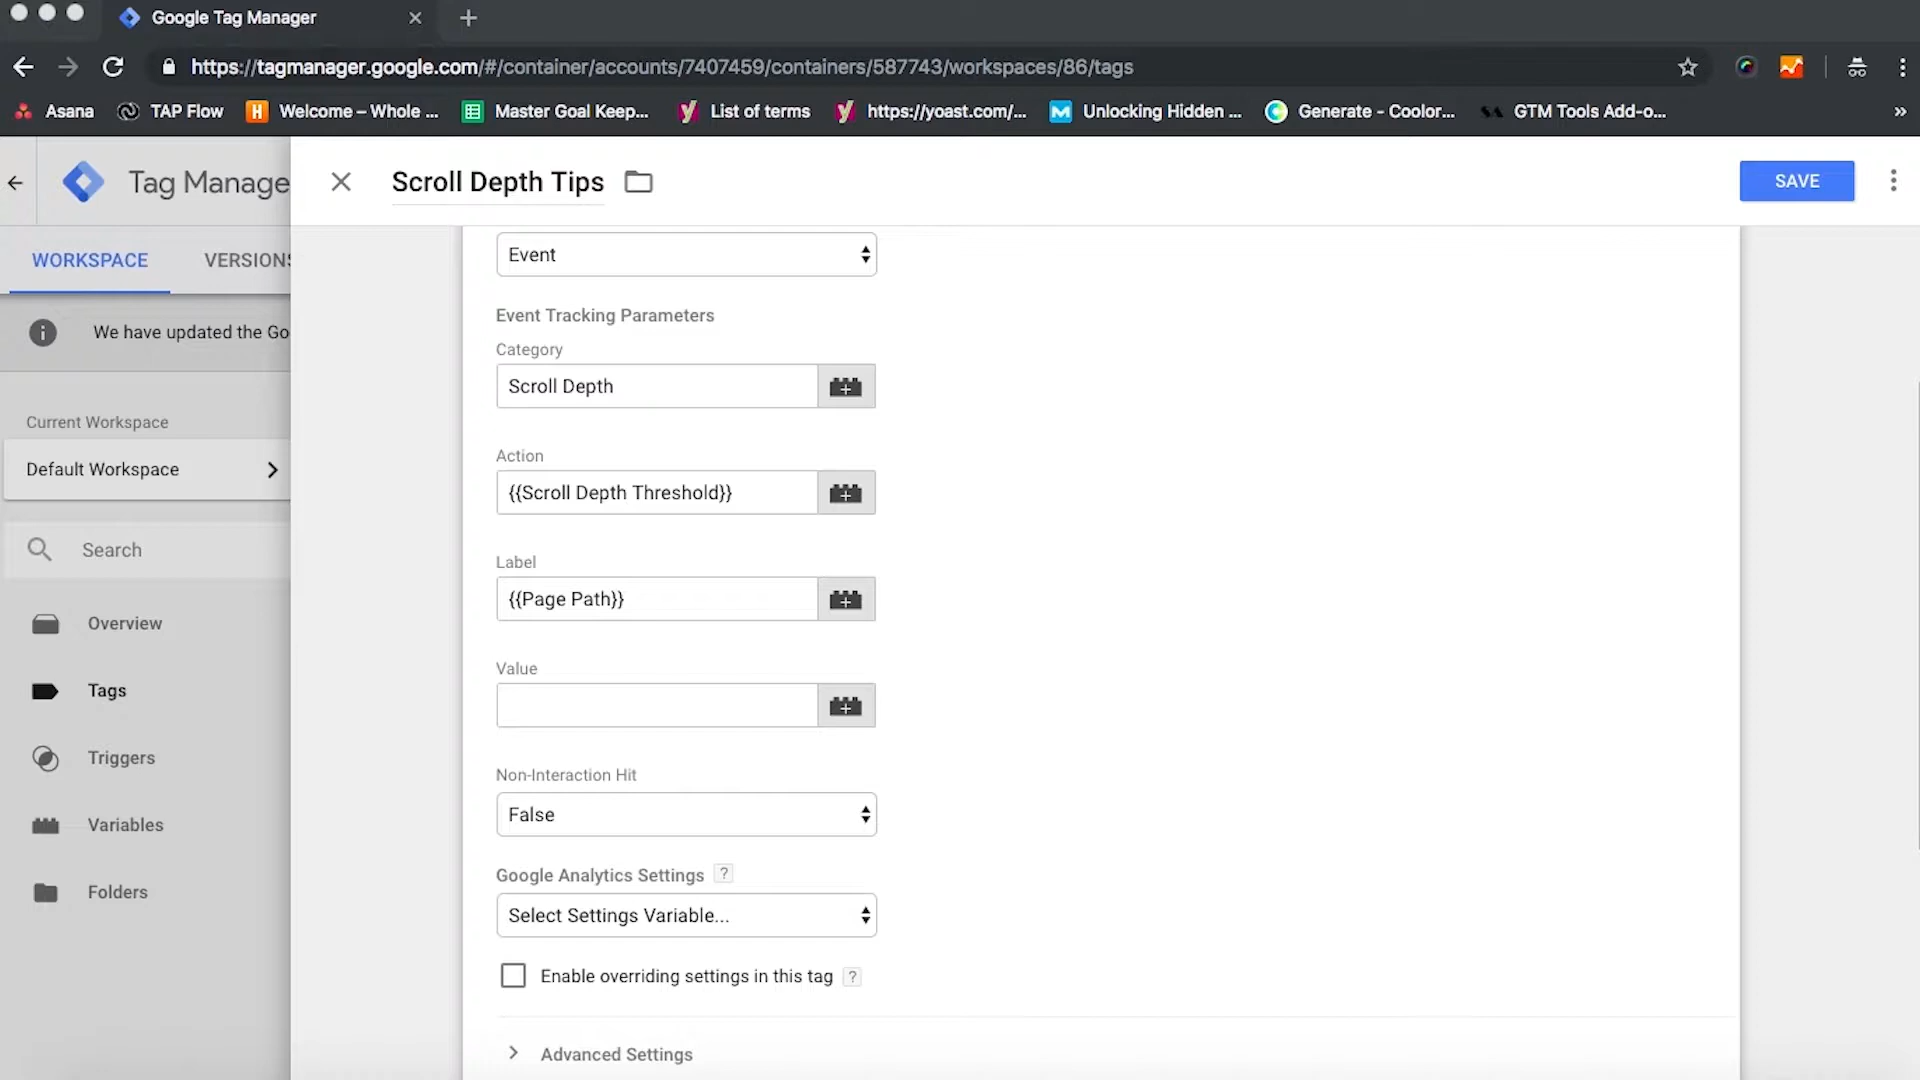 Google Tag Manager
https://tagmanager.google.com/#/container/accounts/7407459/containers/587743/workspaces/86/tags
Asana TAP Flow Welcome – Whole ... Master Goal Keep... List of terms https://yoast.com/... Unlocking Hidden ... Generate - Coolor... GTM Tools Add-o... »
Tag Manage
Scroll Depth Tips
SAVE
WORKSPACE VERSIONS
We have updated the Go
Current Workspace
Default Workspace
Search
Overview
Tags
Triggers
Variables
Folders
Event
Event Tracking Parameters
Category
Scroll Depth
Action
{{Scroll Depth Threshold}}
Label
{{Page Path}}
Value
Non-Interaction Hit
False
Google Analytics Settings ?
Select Settings Variable...
Enable overriding settings in this tag ?
Advanced Settings